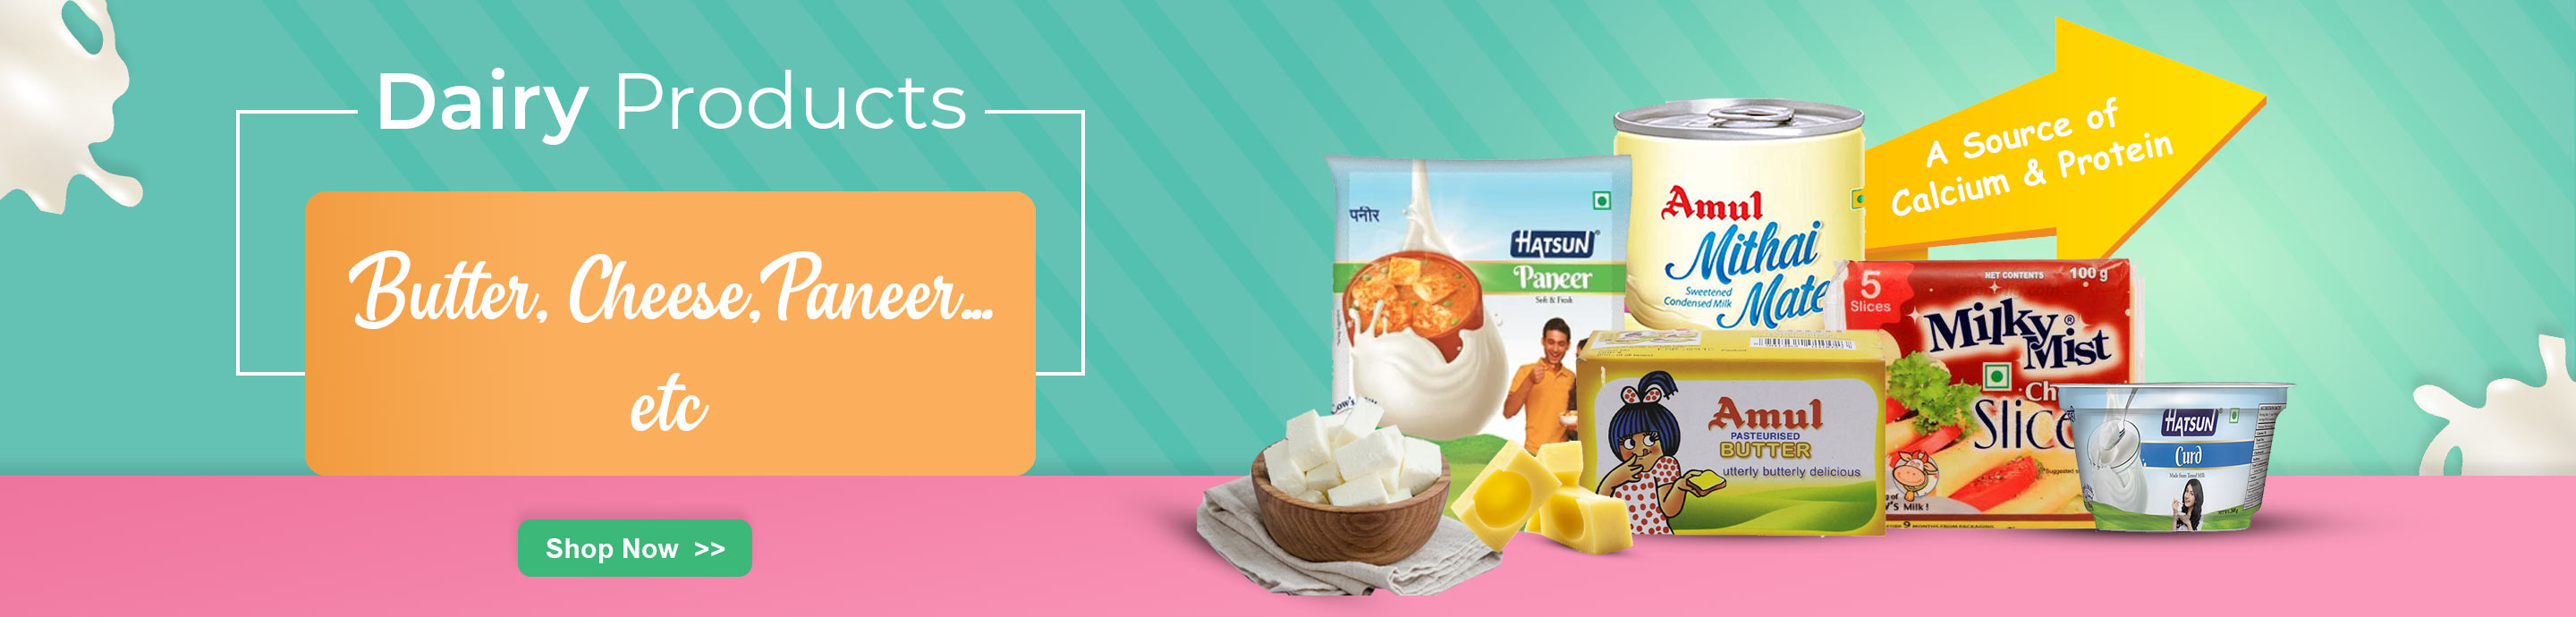 Dairy Products
Butter, Cheese,Paneer...
etc
Shop Now >>
A Source of
Calcium & Protein
पनीर
HATSUN®
Paneer
Soft & Fresh
Amul
Mithai
Mate
Sweetened
Condensed Milk
Amul
PASTEURISED
BUTTER
utterly butterly delicious
5
Slices
NET CONTENTS 100 g
Milky®
Mist
Ch
Slic
HATSUN
Curd